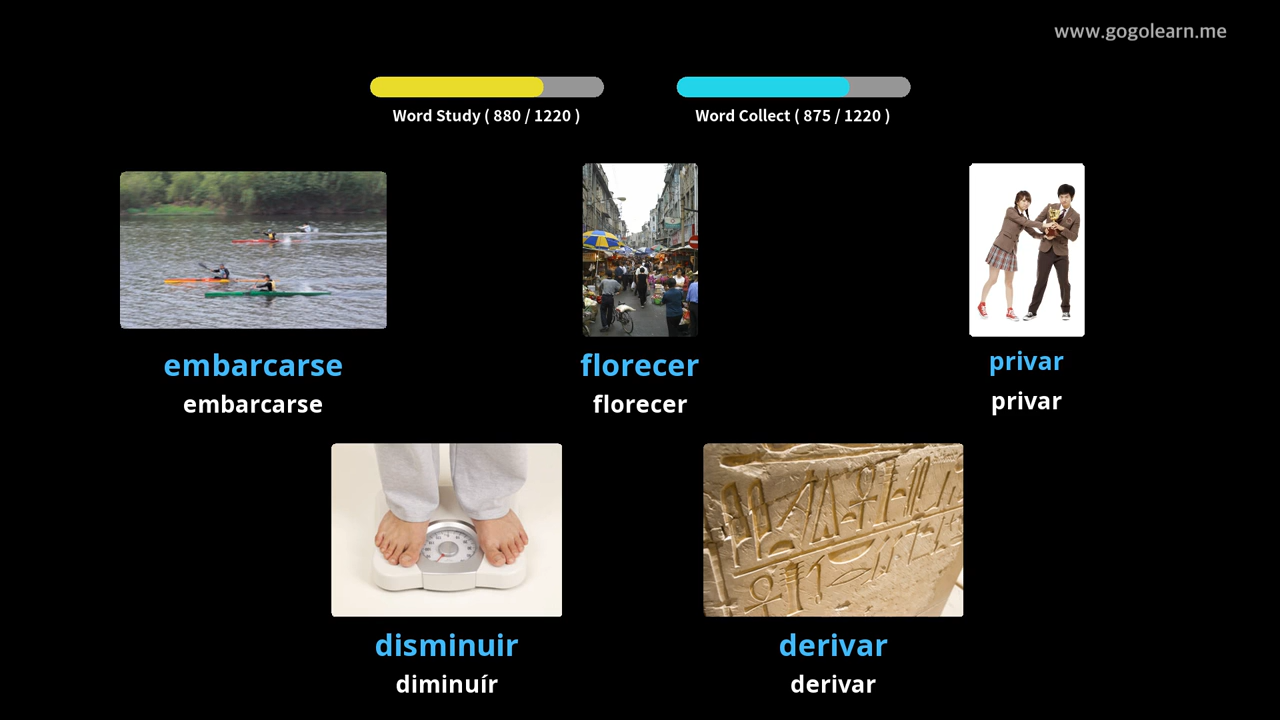 www.gogolearn.me
Word Study ( 880 / 1220 )
Word Collect ( 875 / 1220 )
embarcarse
embarcarse
florecer
florecer
privar
privar
disminuir
diminuír
derivar
derivar